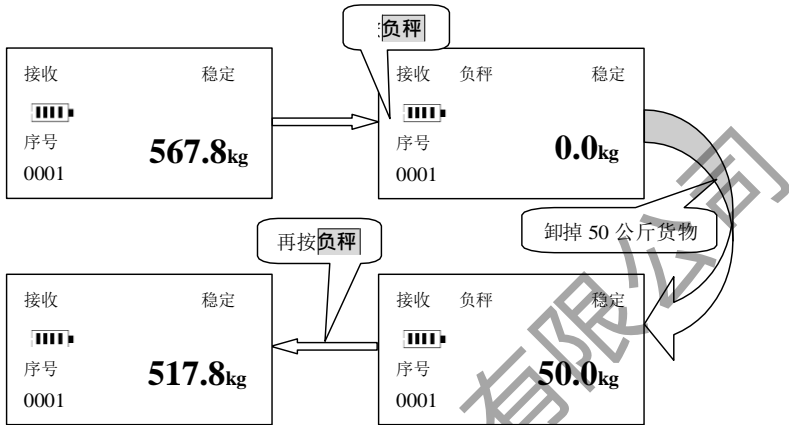 负秤
接收 稳定
序号
0001
567.8kg
接收 负秤 稳定
序号
0001
0.0kg
卸掉 50 公斤货物
再按负秤
接收 稳定
序号
0001
517.8kg
接收 负秤 稳定
序号
0001
50.0kg
有限公司